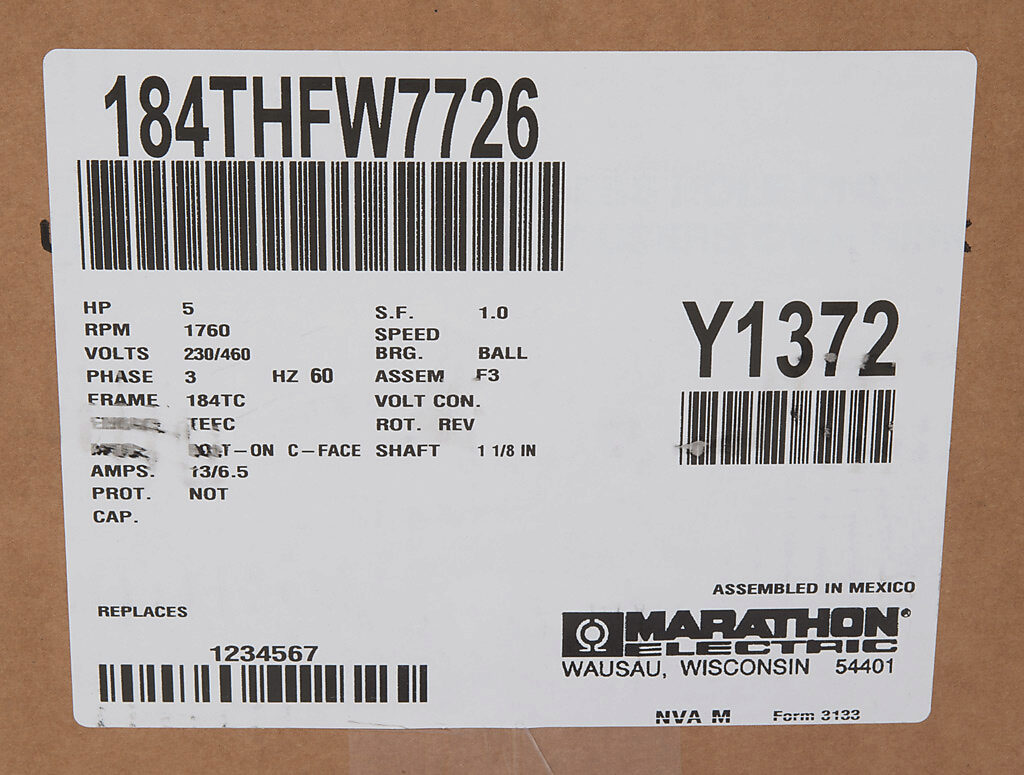 184THFW7726
HP 5 S.F. 1.0
RPM 1760 SPEED
VOLTS 230/460 BRG. BALL
PHASE 3 HZ 60 ASSEM F3
FRAME 184TC VOLT CON.
TEFC ROT. REV
BOLT-ON C-FACE SHAFT 1 1/8 IN
AMPS. 13/6.5
PROT. NOT
CAP.
Y1372
REPLACES
1234567
ASSEMBLED IN MEXICO
MARATHON®
ELECTRIC
WAUSAU, WISCONSIN 54401
NVA M Form 3133